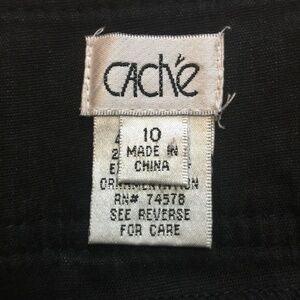 CACHÉ
10
MADE IN
CHINA
RN# 74578
SEE REVERSE
FOR CARE